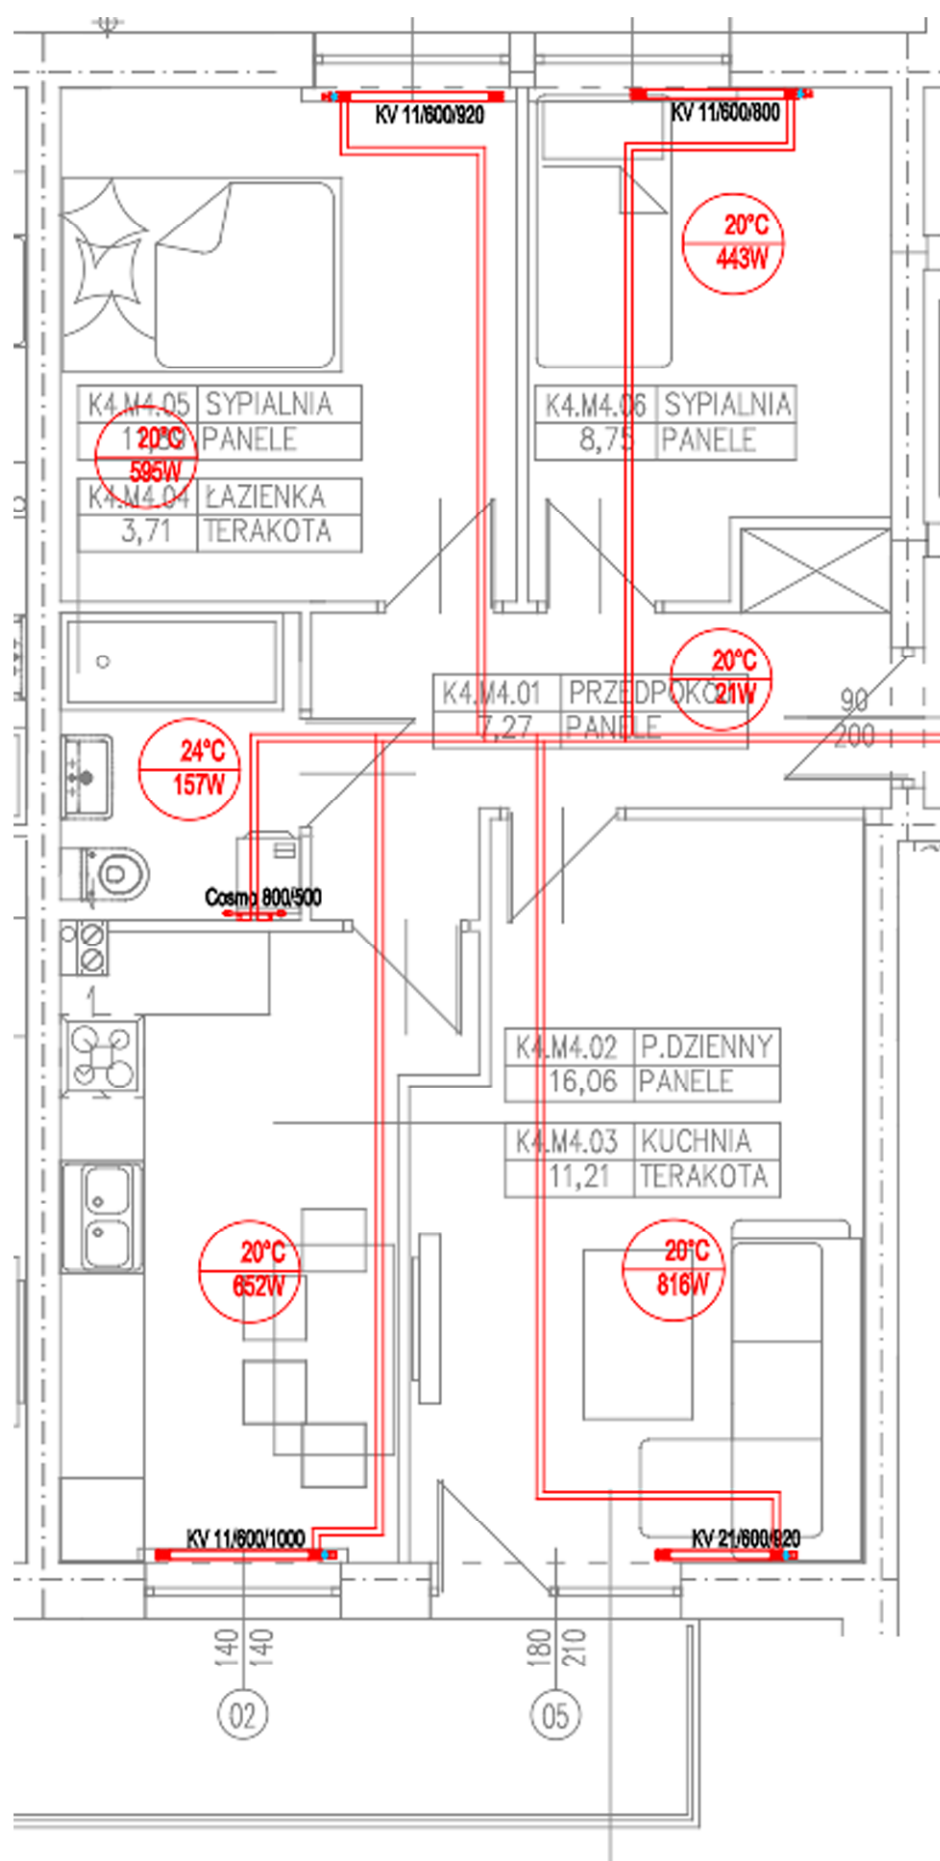 KV 11/600/920
KV 11/600/800
20°C
443W
K4.M4.05 SYPIALNIA
PANELE
20°C
595W
K4.M4.04 ŁAZIENKA
3,71 TERAKOTA
K4.M4.06 SYPIALNIA
8,75 PANELE
20°C
21W
K4.M4.01 PRZEDPOKÓJ
7,27 PANELE
90
200
24°C
157W
Cosmo 800/500
K4.M4.02 P.DZIENNY
16,06 PANELE
K4.M4.03 KUCHNIA
11,21 TERAKOTA
20°C
652W
20°C
816W
KV 11/600/1000
KV 21/600/920
140
140
180
210
02
05